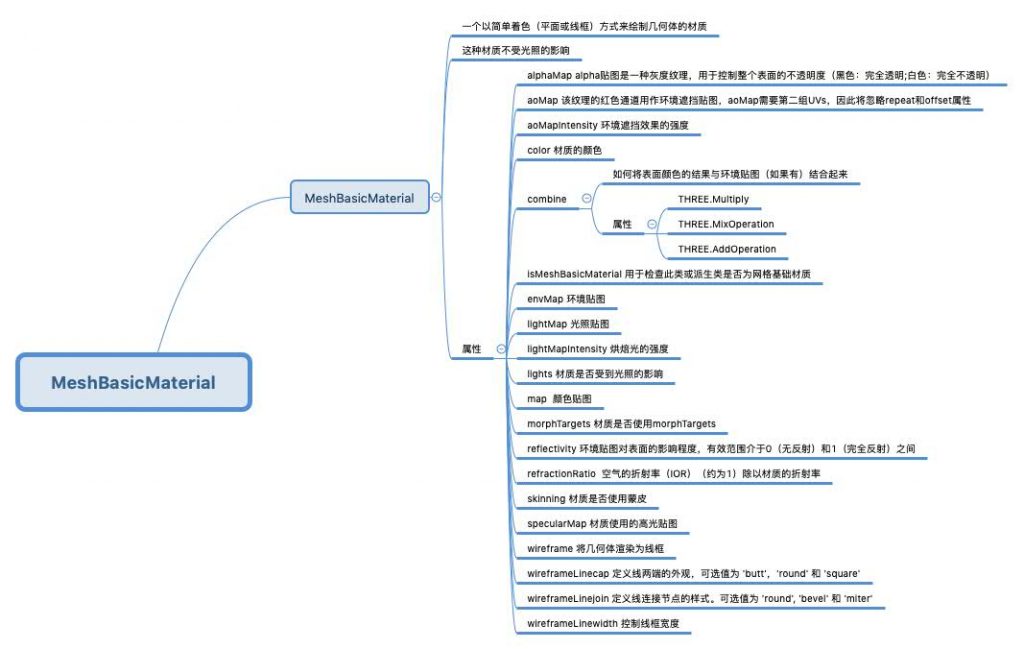 一个以简单着色（平面或线框）方式来绘制几何体的材质
这种材质不受光照的影响
alphaMap alpha贴图是一种灰度纹理，用于控制整个表面的不透明度（黑色：完全透明;白色：完全不透明）
aoMap 该纹理的红色通道用作环境遮挡贴图，aoMap需要第二组UVs，因此将忽略repeat和offset属性
aoMapIntensity 环境遮挡效果的强度
color 材质的颜色
如何将表面颜色的结果与环境贴图（如果有）结合起来
MeshBasicMaterial
combine
THREE.Multiply
属性
THREE.MixOperation
THREE.AddOperation
isMeshBasicMaterial 用于检查此类或派生类是否为网格基础材质
envMap 环境贴图
lightMap 光照贴图
属性
lightMapIntensity 烘焙光的强度
lights 材质是否受到光照的影响
MeshBasicMaterial
map 颜色贴图
morphTargets 材质是否使用morphTargets
reflectivity 环境贴图对表面的影响程度，有效范围介于0（无反射）和1（完全反射）之间
refractionRatio 空气的折射率（IOR）（约为1）除以材质的折射率
skinning 材质是否使用蒙皮
specularMap 材质使用的高光贴图
wireframe 将几何体渲染为线框
wireframeLinecap 定义线两端的外观，可选值为 'butt'，'round' 和 'square'
wireframeLinejoin 定义线连接节点的样式。可选值为 'round', 'bevel' 和 'miter'
wireframeLinewidth 控制线框宽度